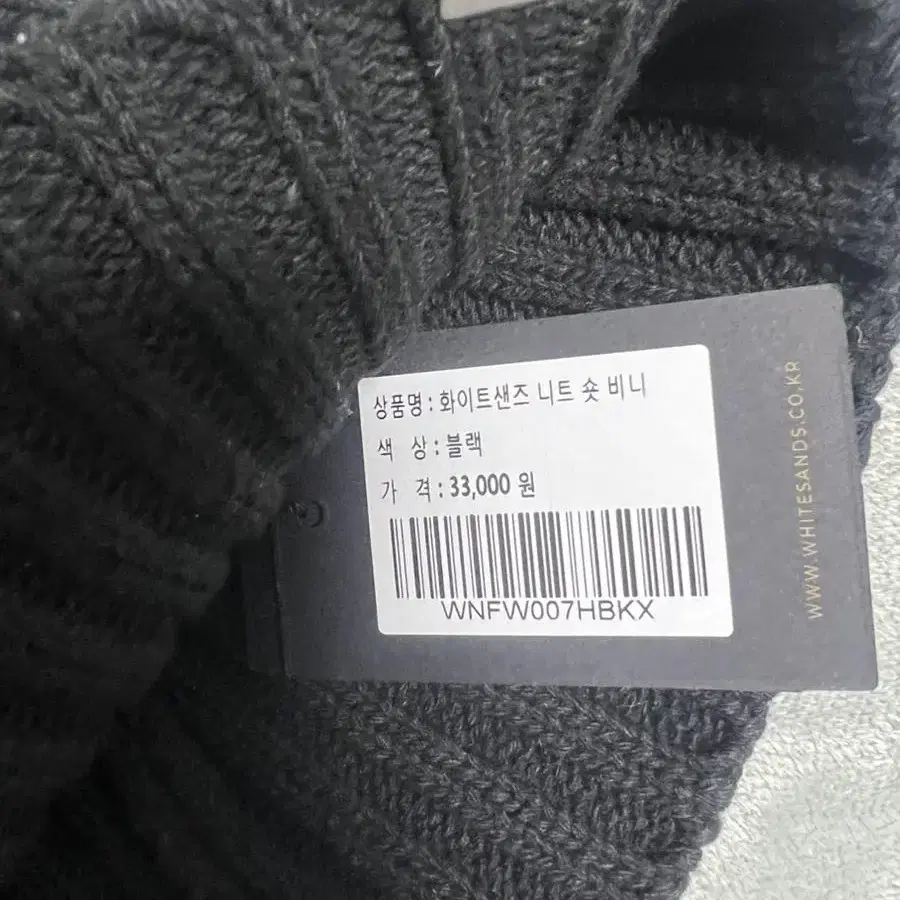 상품명 : 화이트샌즈 니트 숏 비니
색 상 : 블랙
가 격 : 33,000 원
WNFW007HBKX
WWW.WHITESANDS.CO.KR